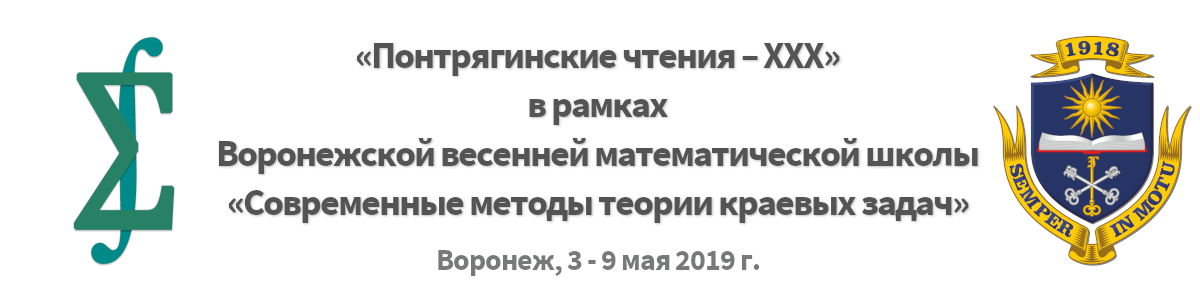 «Понтрягинские чтения – XXX»
в рамках
Воронежской весенней математической школы
«Современные методы теории краевых задач»
Воронеж, 3 - 9 мая 2019 г.
1918
SEMPER IN MOTU